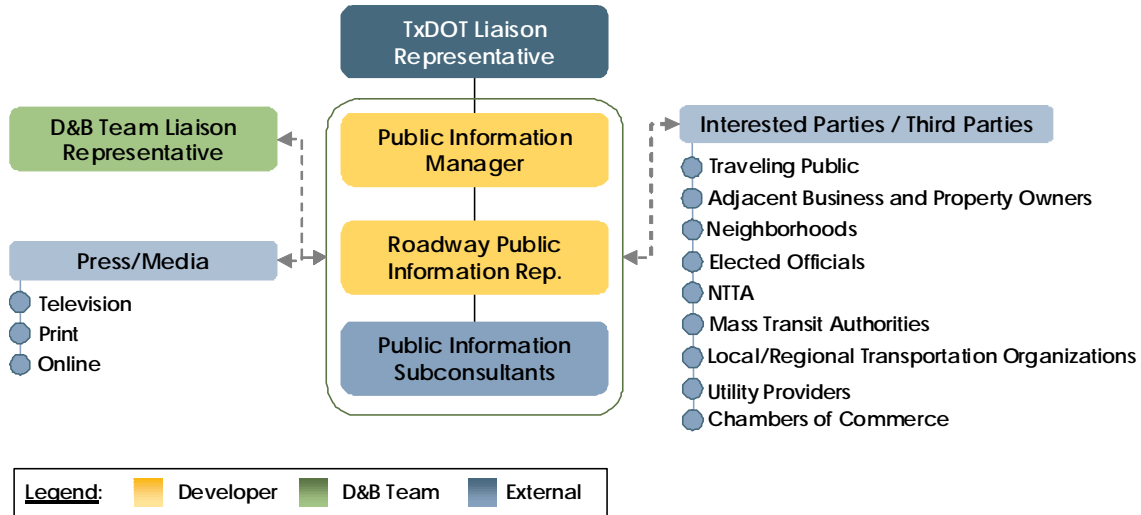 TxDOT Liaison
Representative
D&B Team Liaison
Representative
Public Information
Manager
Interested Parties / Third Parties
Traveling Public
Adjacent Business and Property Owners
Neighborhoods
Elected Officials
NTTA
Mass Transit Authorities
Local/Regional Transportation Organizations
Utility Providers
Chambers of Commerce
Press/Media
Television
Print
Online
Roadway Public
Information Rep.
Public Information
Subconsultants
Legend: Developer D&B Team External